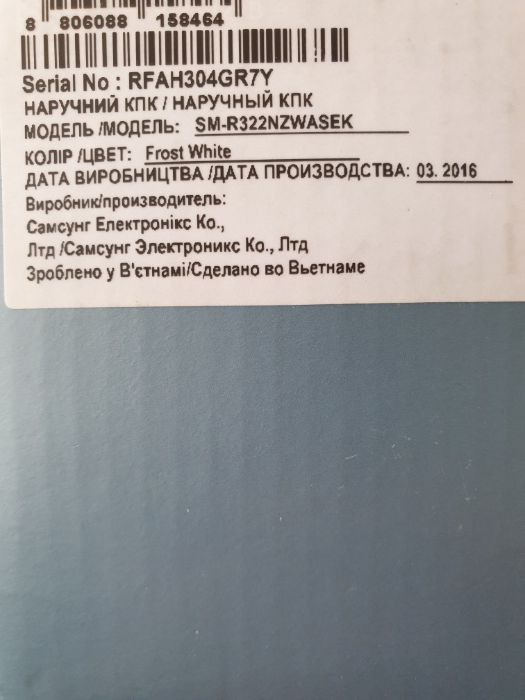 8 806088 158464
Serial No : RFAH304GR7Y
НАРУЧНИЙ КПК / НАРУЧНЫЙ КПК
МОДЕЛЬ /МОДЕЛЬ: SM-R322NZWASEK
КОЛІР /ЦВЕТ: Frost White
ДАТА ВИРОБНИЦТВА /ДАТА ПРОИЗВОДСТВА: 03. 2016
Виробник/производитель:
Самсунг Електронікс Ко.,
Лтд /Самсунг Электроникс Ко., Лтд
Зроблено у В'єтнамі/Сделано во Вьетнаме